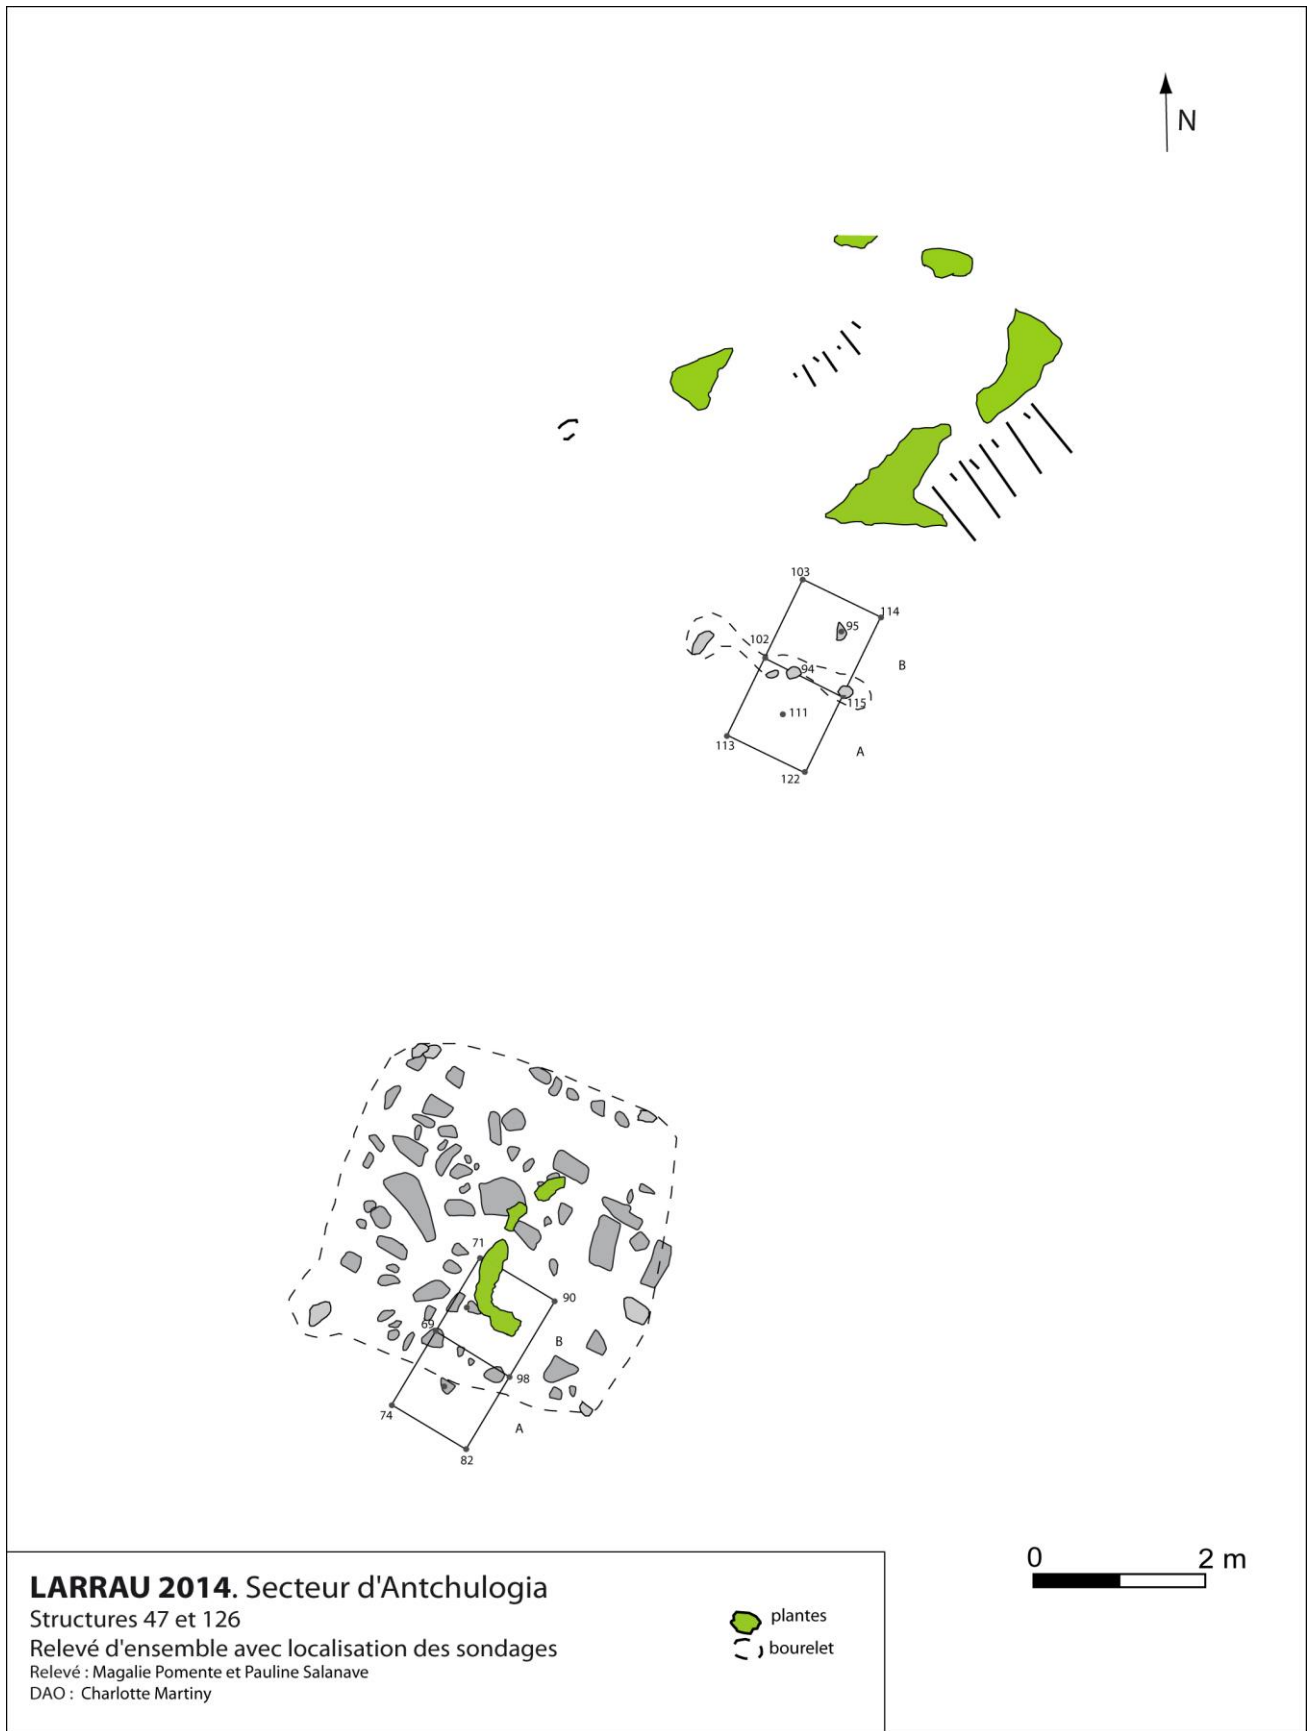 N
103
114
95
102
B
94
115
111
113
A
122
71
90
69
B
98
74
A
82
0 2 m
LARRAU 2014. Secteur d'Antchulogia
Structures 47 et 126
Relevé d'ensemble avec localisation des sondages
Relevé : Magalie Pomente et Pauline Salanave
DAO : Charlotte Martiny
plantes
bourelet